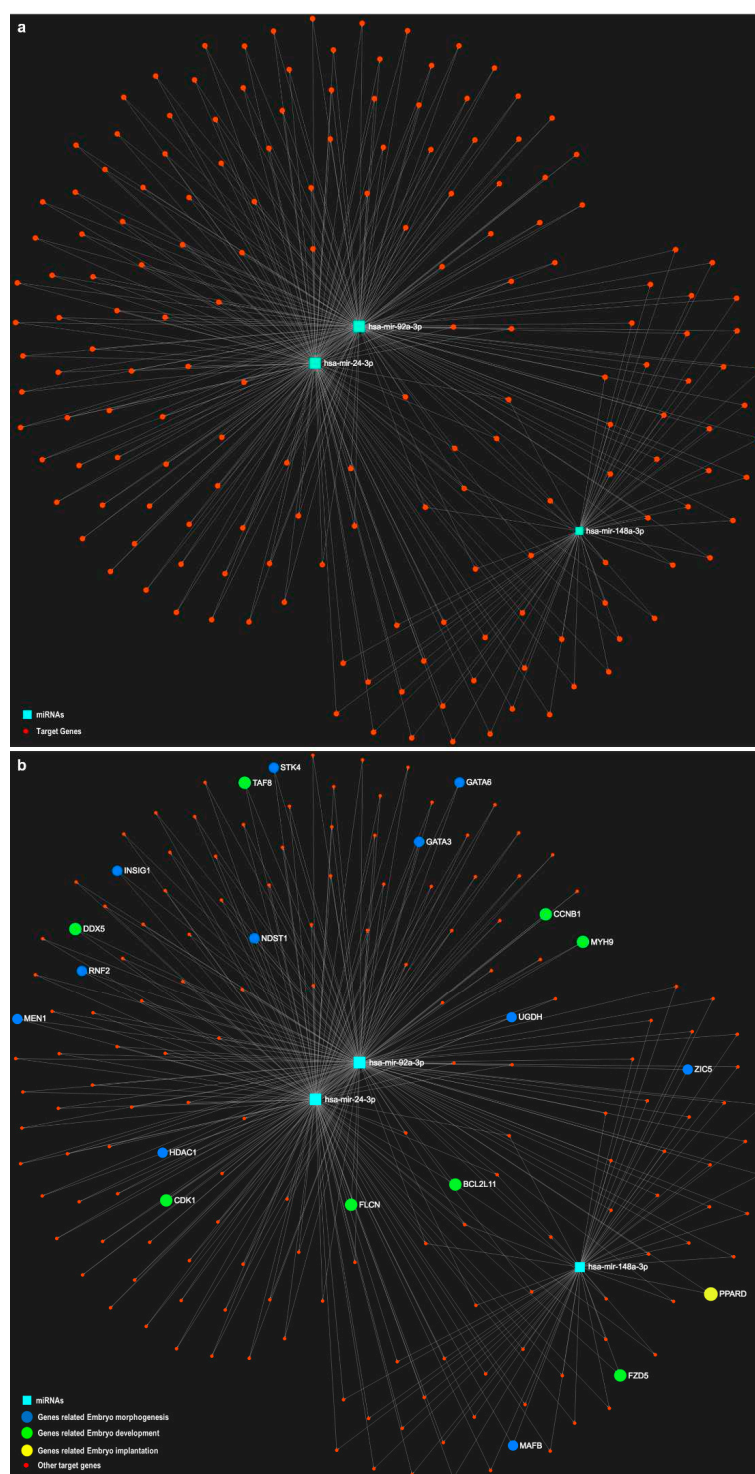 a
hsa-mir-92a-3p
hsa-mir-24-3p
hsa-mir-148a-3p
miRNAs
Target Genes
b
STK4
TAF8
GATA6
GATA3
INSIG1
CCNB1
DDX5
NDST1
MYH9
RNF2
MEN1
UGDH
hsa-mir-92a-3p
ZIC5
hsa-mir-24-3p
HDAC1
BCL2L11
CDK1
FLCN
hsa-mir-148a-3p
PPARD
FZD5
miRNAs
Genes related Embryo morphogenesis
Genes related Embryo development
MAFB
Genes related Embryo implantation
Other target genes